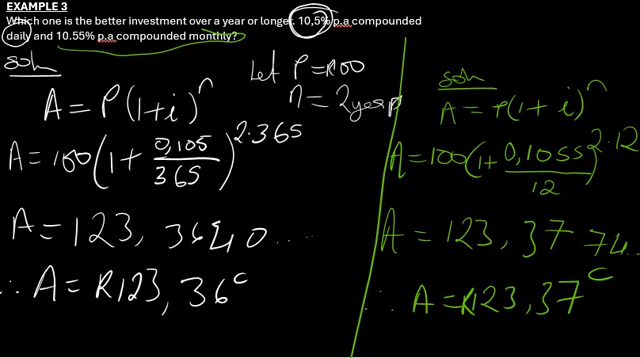 EXAMPLE 3
Which one is the better investment over a year or longer. 10,5% p.a compounded
daily and 10.55% p.a compounded monthly?
soln
Let P = R100
n = 2 years
A = P(1+i)^n
A = 100(1 + 0,105/365)^2·365
A = 123,3640...
∴ A = R123,36c
soln
A = P(1+i)^n
A = 100(1 + 0,1055/12)^2·12
A = 123,3774...
∴ A = R123,37c